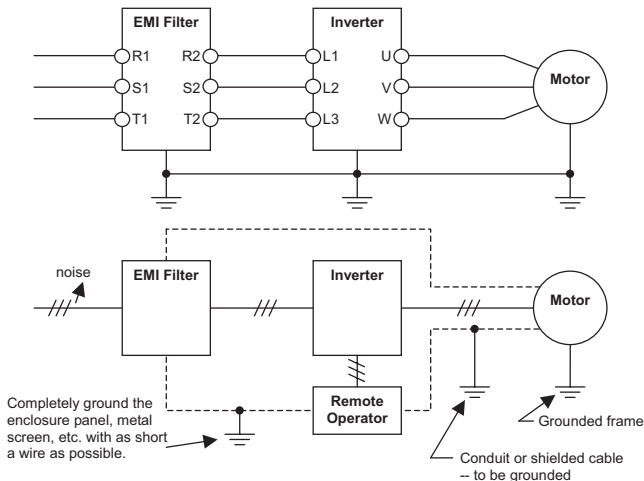 EMI Filter
Inverter
R1 R2 L1 U
S1 S2 L2 V
T1 T2 L3 W
Motor
noise
EMI Filter
Inverter
Motor
Remote
Operator
Completely ground the
enclosure panel, metal
screen, etc. with as short
a wire as possible.
Grounded frame
Conduit or shielded cable
-- to be grounded